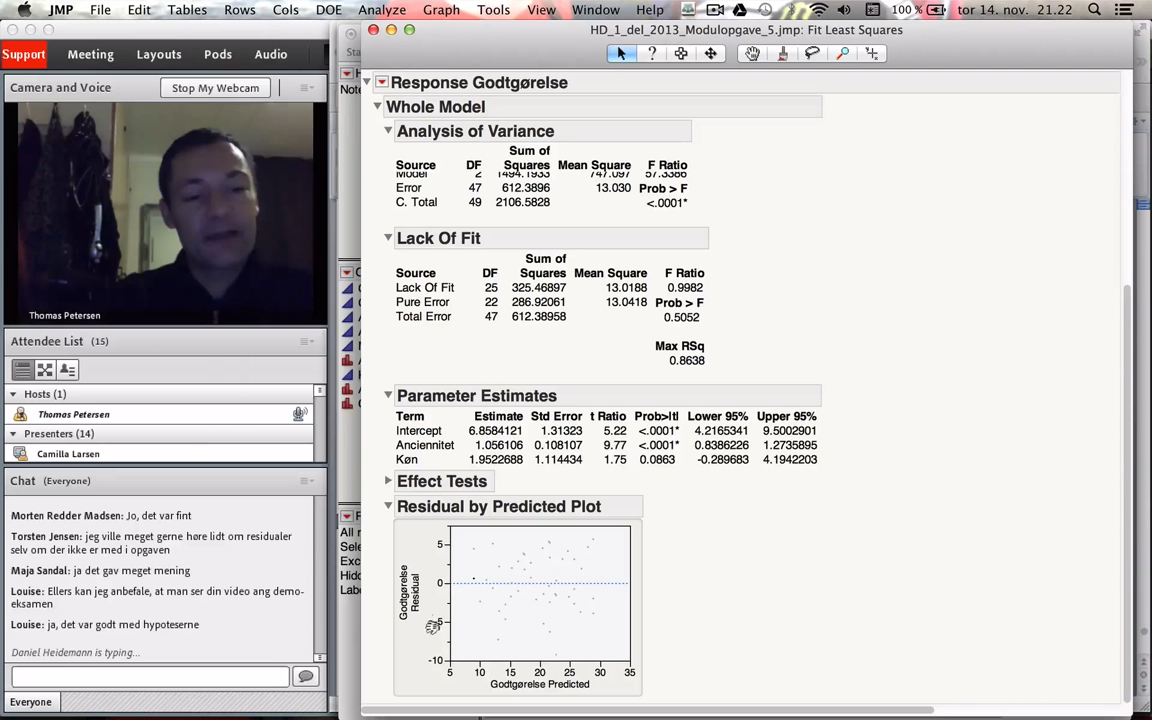 JMP File Edit Tables Rows Cols DOE Analyze Graph Tools View Window Help 100 % tor 14. nov. 21.22
HD_1_del_2013_Modulopgave_5.jmp: Fit Least Squares
Support Meeting Layouts Pods Audio
Camera and Voice
Stop My Webcam
Thomas Petersen
Attendee List (15)
Hosts (1)
Thomas Petersen
Presenters (14)
Camilla Larsen
Chat (Everyone)
Morten Redder Madsen: Jo, det var fint
Torsten Jensen: jeg ville meget gerne høre lidt om residualer
selv om der ikke er med i opgaven
Maja Sandal: ja det gav meget mening
Louise: Ellers kan jeg anbefale, at man ser din video ang demo-
eksamen
Louise: ja, det var godt med hypoteserne
Daniel Heidemann is typing...
Everyone
Response Godtgørelse
Whole Model
Analysis of Variance
Sum of
Source DF Squares Mean Square F Ratio
Model 2 1494.1933 747.097 57.3386
Error 47 612.3896 13.030 Prob > F
C. Total 49 2106.5828 <.0001*
Lack Of Fit
Sum of
Source DF Squares Mean Square F Ratio
Lack Of Fit 25 325.46897 13.0188 0.9982
Pure Error 22 286.92061 13.0418 Prob > F
Total Error 47 612.38958 0.5052
Max RSq
0.8638
Parameter Estimates
Term Estimate Std Error t Ratio Prob>|t| Lower 95% Upper 95%
Intercept 6.8584121 1.31323 5.22 <.0001* 4.2165341 9.5002901
Anciennitet 1.056106 0.108107 9.77 <.0001* 0.8386226 1.2735895
Køn 1.9522688 1.114434 1.75 0.0863 -0.289683 4.1942203
Effect Tests
Residual by Predicted Plot
Godtgørelse
Residual
5
0
-5
-10
5 10 15 20 25 30 35
Godtgørelse Predicted